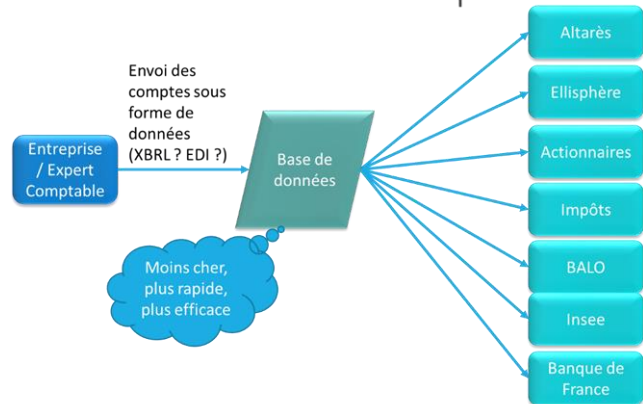 Envoi des
comptes sous
forme de
données
(XBRL ? EDI ?)
Entreprise
/ Expert
Comptable
Base de
données
Moins cher,
plus rapide,
plus efficace
Altarès
Ellisphère
Actionnaires
Impôts
BALO
Insee
Banque de
France